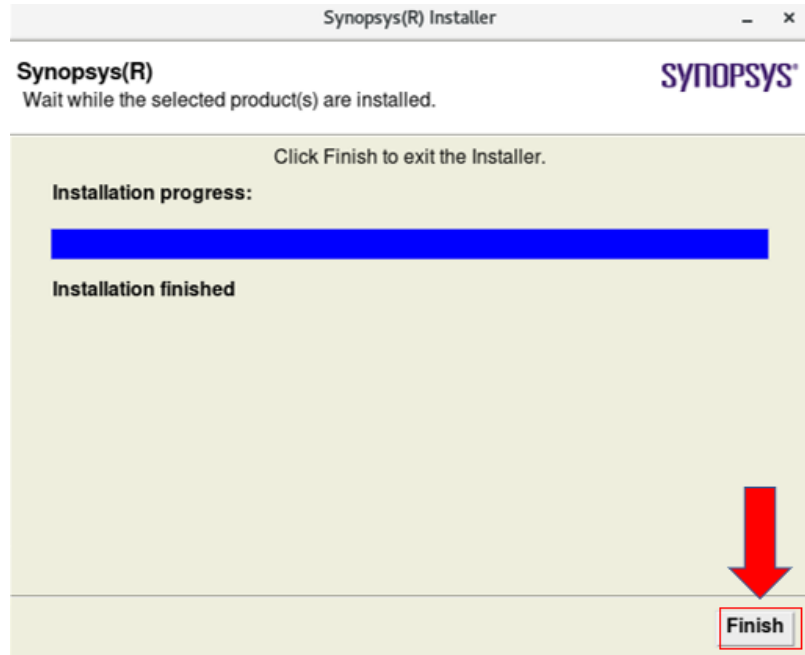 Synopsys(R) Installer
Synopsys(R)
SYNOPSYS®
Wait while the selected product(s) are installed.
Click Finish to exit the Installer.
Installation progress:
Installation finished
Finish